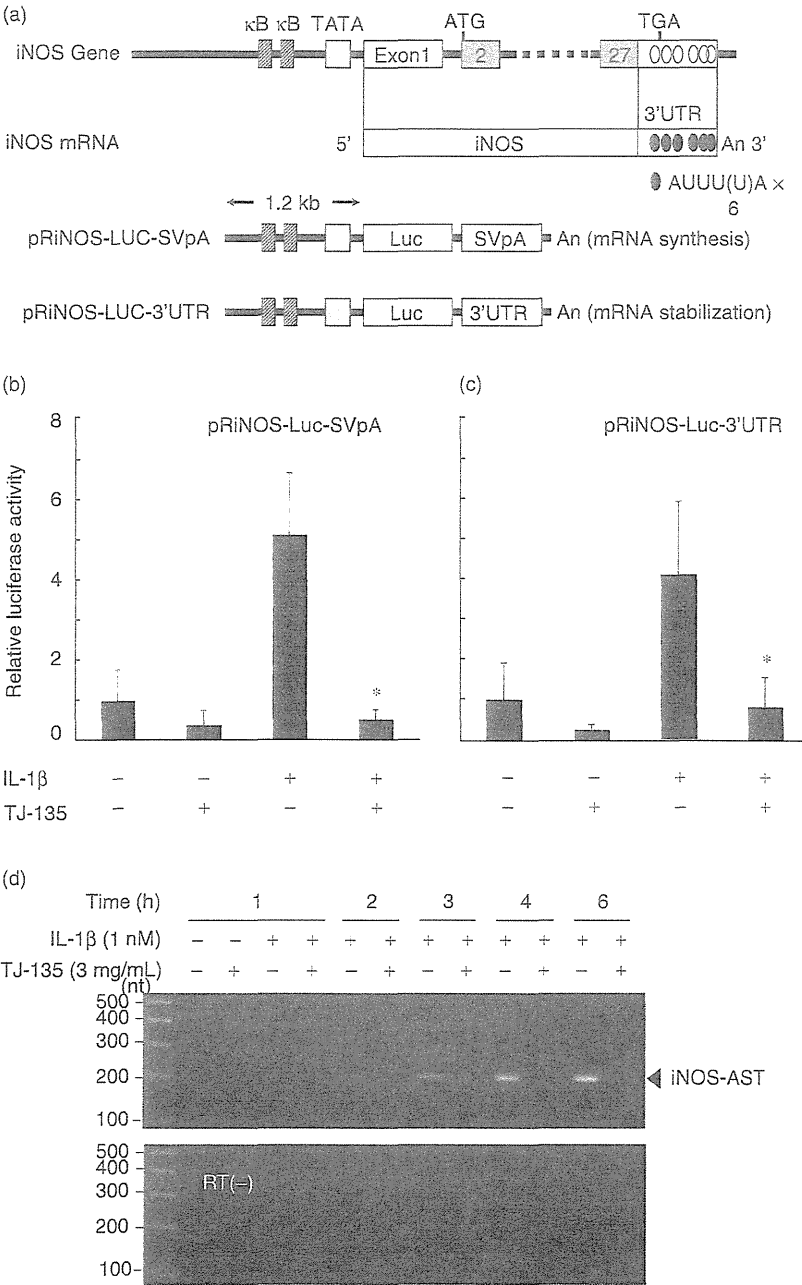 (a)
κB κB TATA ATG TGA
iNOS Gene Exon1 2 27
3'UTR
iNOS mRNA 5' iNOS An 3'
AUUU(U)A ×
6
1.2 kb
pRiNOS-LUC-SVpA Luc SVpA An (mRNA synthesis)
pRiNOS-LUC-3'UTR Luc 3'UTR An (mRNA stabilization)
(b) (c)
pRiNOS-Luc-SVpA pRiNOS-Luc-3'UTR
Relative luciferase activity
8
6
4
2
0
*
*
IL-1β – – + + – – + +
TJ-135 – + – + – + – +
(d)
Time (h) 1 2 3 4 6
IL-1β (1 nM) – – + + + + + + + + + +
TJ-135 (3 mg/mL) – + – + – + – + – + – +
(nt)
500
400
300
200 iNOS-AST
100
500
400 RT(–)
300
200
100